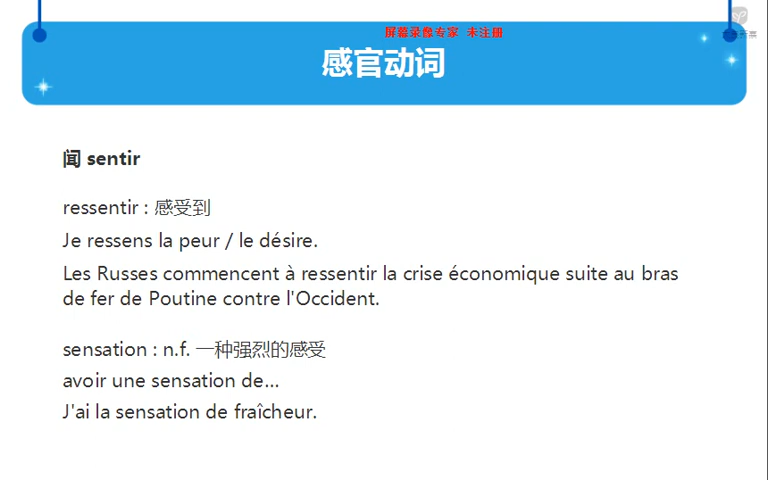 屏幕录像专家 未注册
感官动词
闻 sentir
ressentir : 感受到
Je ressens la peur / le désire.
Les Russes commencent à ressentir la crise économique suite au bras
de fer de Poutine contre l'Occident.
sensation : n.f. 一种强烈的感受
avoir une sensation de...
J'ai la sensation de fraîcheur.